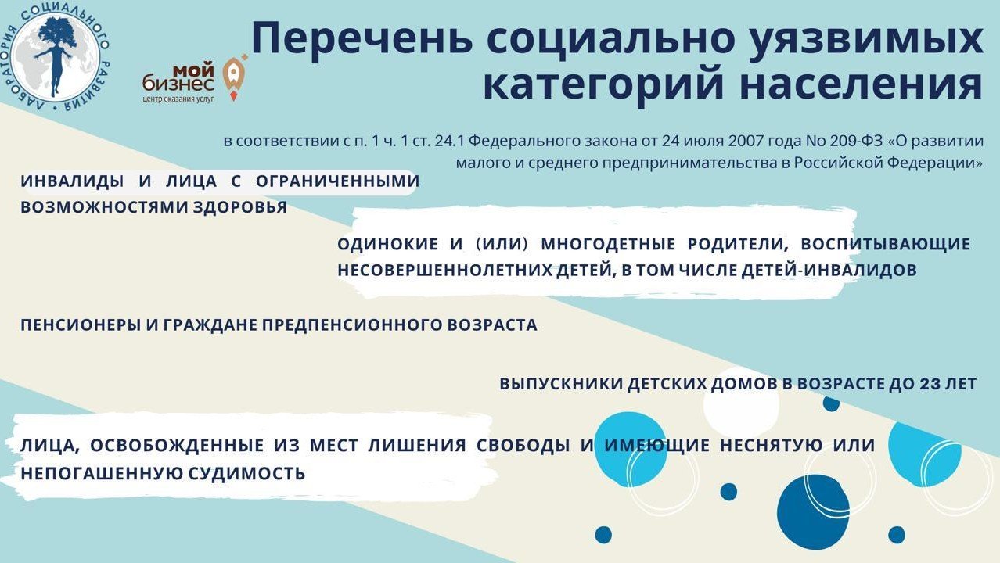 ЛАБОРАТОРИЯ СОЦИАЛЬНОГО РАЗВИТИЯ •
мой
бизнес
центр оказания услуг
Перечень социально уязвимых
категорий населения
в соответствии с п. 1 ч. 1 ст. 24.1 Федерального закона от 24 июля 2007 года No 209-ФЗ «О развитии
малого и среднего предпринимательства в Российской Федерации»
ИНВАЛИДЫ И ЛИЦА С ОГРАНИЧЕННЫМИ
ВОЗМОЖНОСТЯМИ ЗДОРОВЬЯ
ОДИНОКИЕ И (ИЛИ) МНОГОДЕТНЫЕ РОДИТЕЛИ, ВОСПИТЫВАЮЩИЕ
НЕСОВЕРШЕННОЛЕТНИХ ДЕТЕЙ, В ТОМ ЧИСЛЕ ДЕТЕЙ-ИНВАЛИДОВ
ПЕНСИОНЕРЫ И ГРАЖДАНЕ ПРЕДПЕНСИОННОГО ВОЗРАСТА
ВЫПУСКНИКИ ДЕТСКИХ ДОМОВ В ВОЗРАСТЕ ДО 23 ЛЕТ
ЛИЦА, ОСВОБОЖДЕННЫЕ ИЗ МЕСТ ЛИШЕНИЯ СВОБОДЫ И ИМЕЮЩИЕ НЕСНЯТУЮ ИЛИ
НЕПОГАШЕННУЮ СУДИМОСТЬ